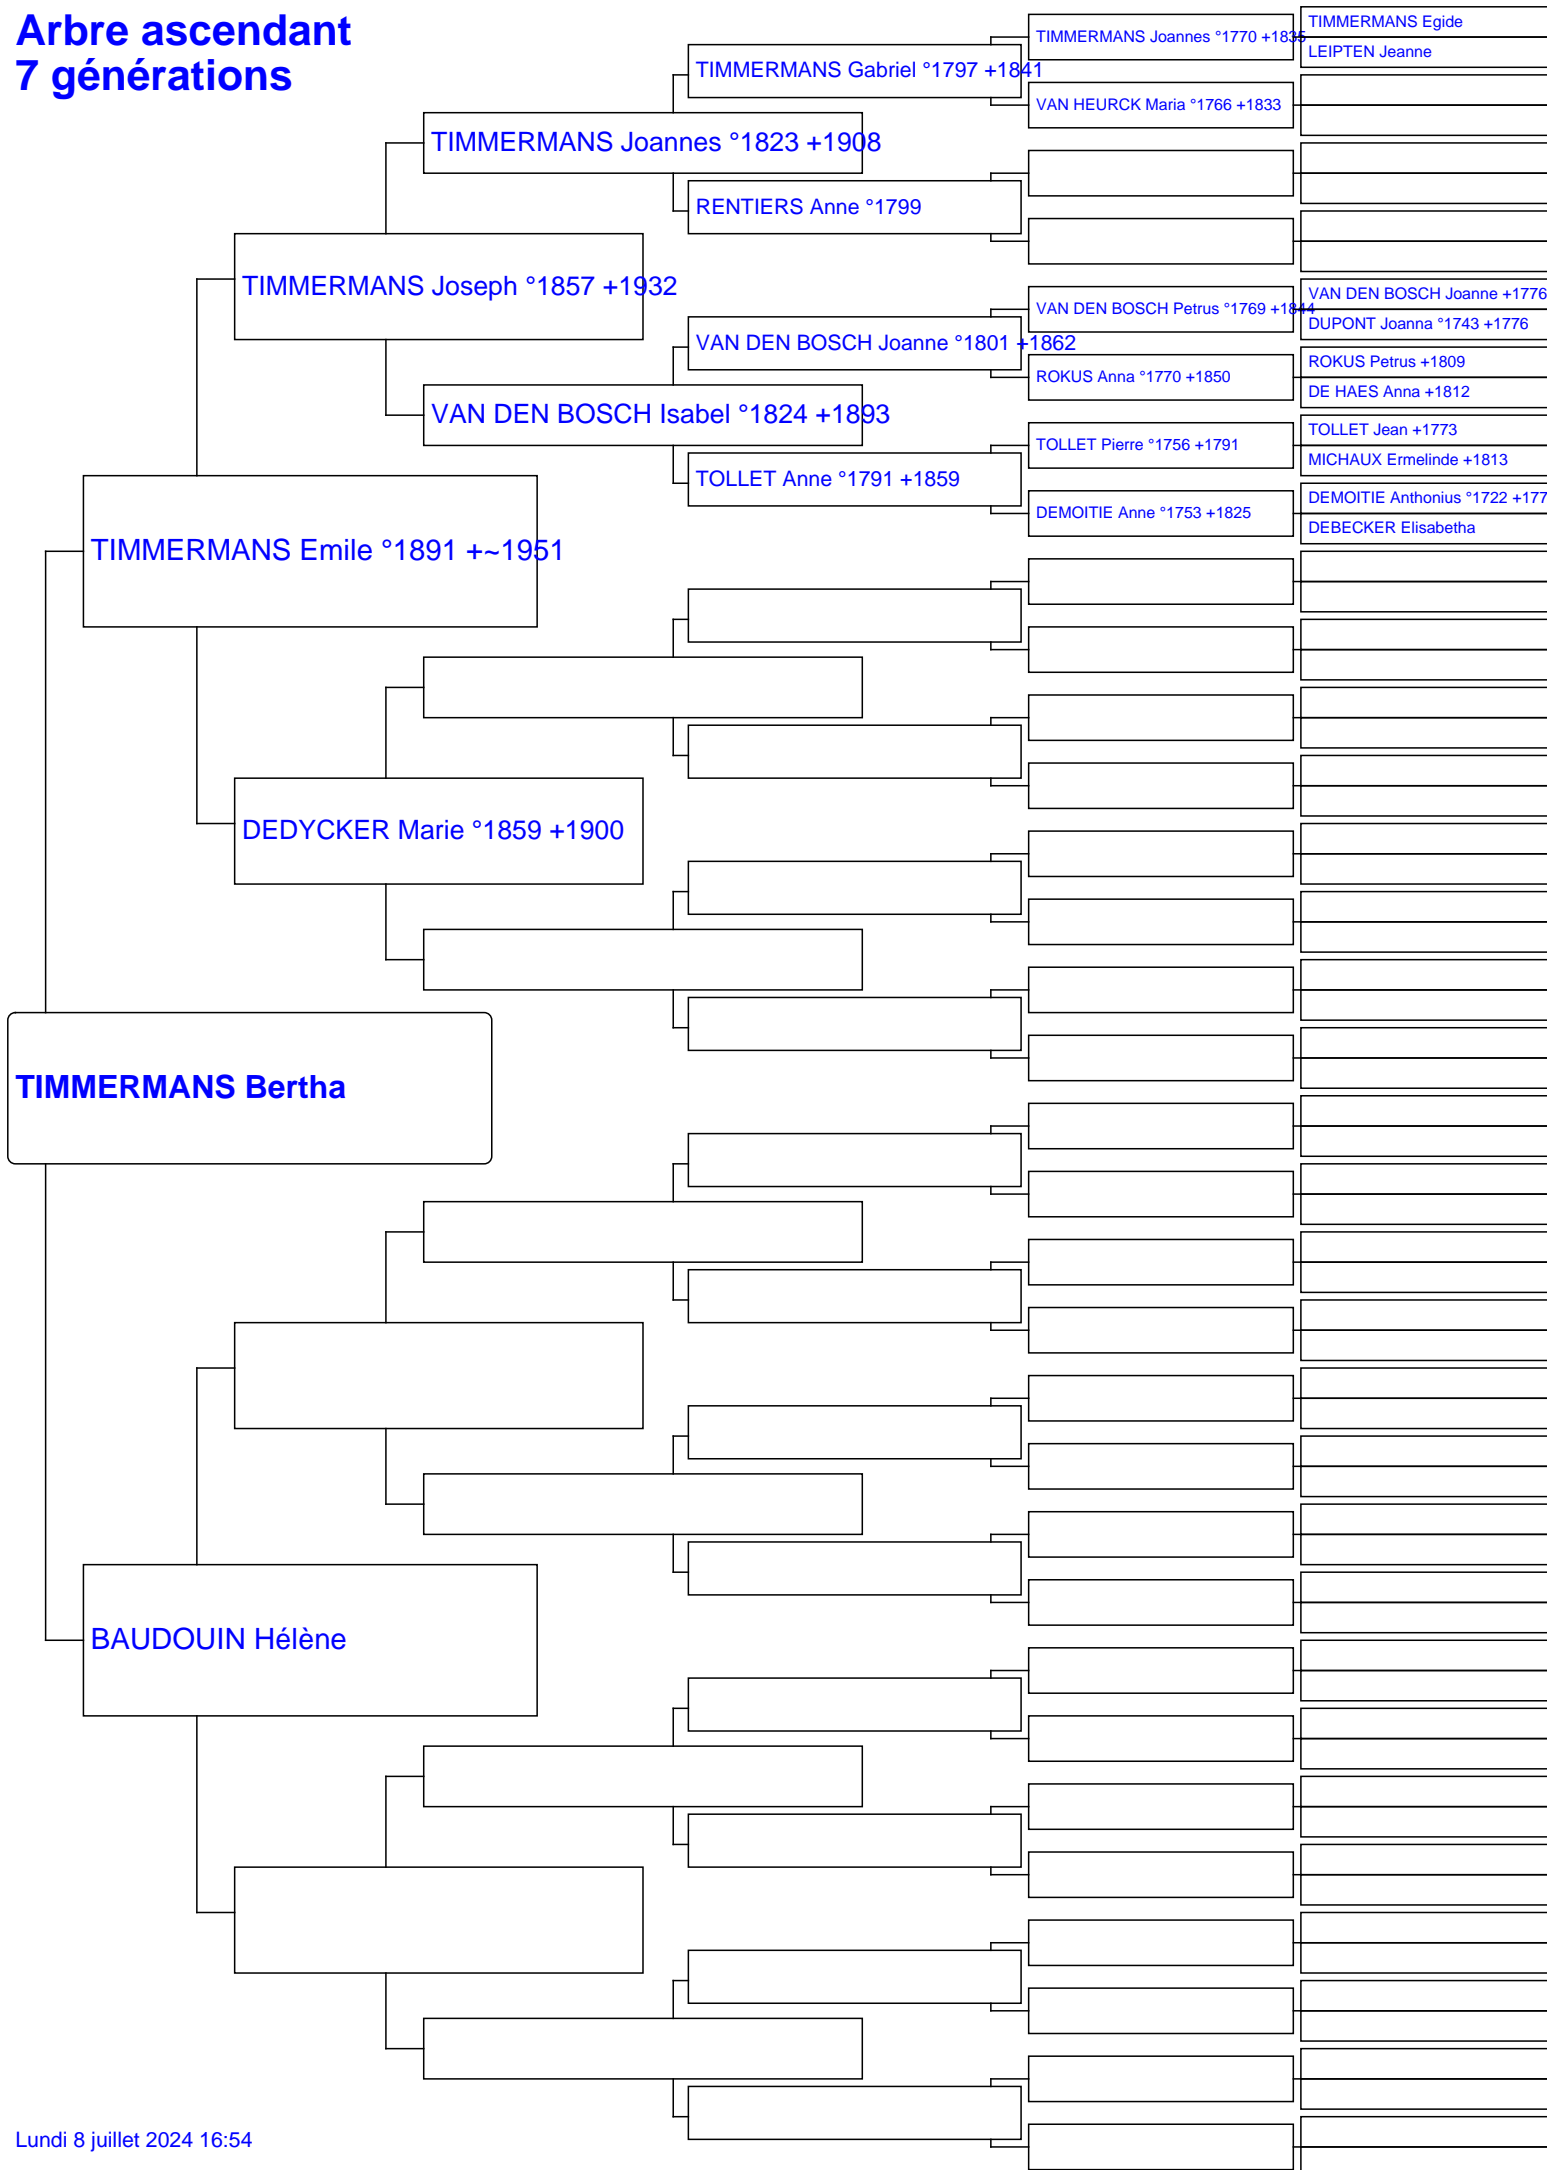 Arbre ascendant
7 générations
TIMMERMANS Egide
TIMMERMANS Joannes °1770 +1835
LEIPTEN Jeanne
TIMMERMANS Gabriel °1797 +1841
VAN HEURCK Maria °1766 +1833
TIMMERMANS Joannes °1823 +1908
RENTIERS Anne °1799
TIMMERMANS Joseph °1857 +1932
VAN DEN BOSCH Joanne +1776
VAN DEN BOSCH Petrus °1769 +1844
DUPONT Joanna °1743 +1776
VAN DEN BOSCH Joanne °1801 +1862
ROKUS Petrus +1809
ROKUS Anna °1770 +1850
DE HAES Anna +1812
VAN DEN BOSCH Isabel °1824 +1893
TOLLET Jean +1773
TOLLET Pierre °1756 +1791
MICHAUX Ermelinde +1813
TOLLET Anne °1791 +1859
DEMOITIE Anthonius °1722 +177
DEMOITIE Anne °1753 +1825
DEBECKER Elisabetha
TIMMERMANS Emile °1891 +~1951
DEDYCKER Marie °1859 +1900
TIMMERMANS Bertha
BAUDOUIN Hélène
Lundi 8 juillet 2024 16:54